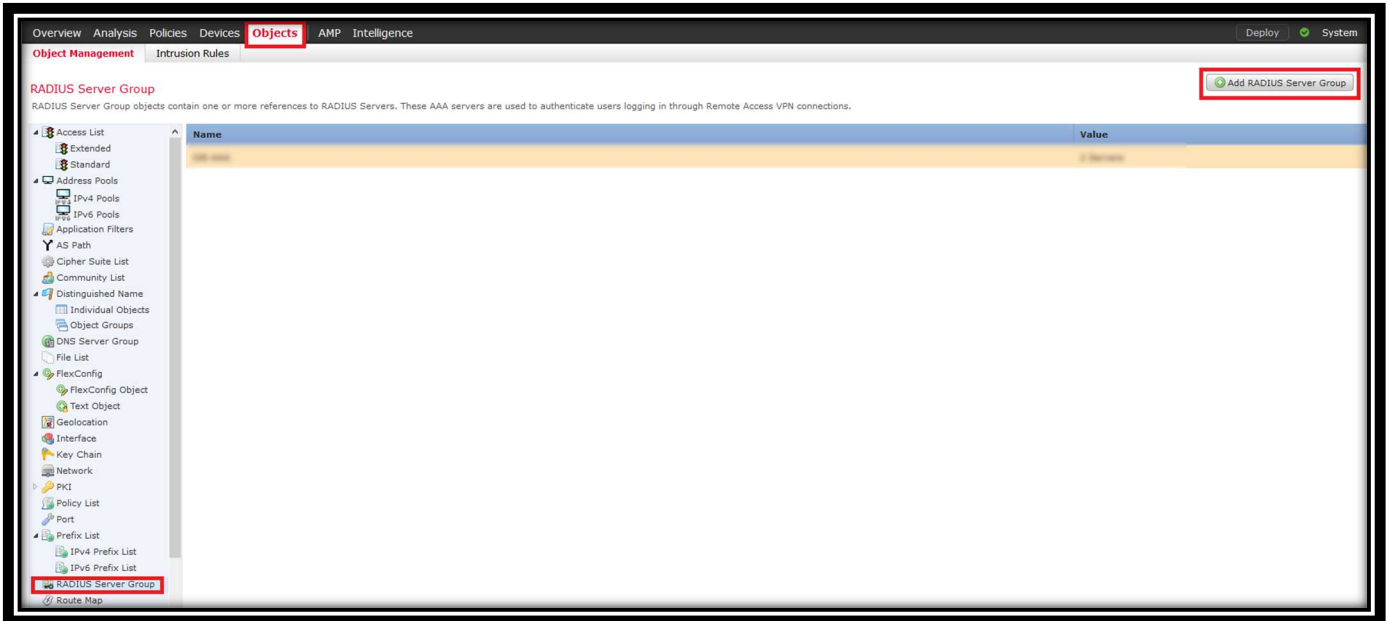 Overview Analysis Policies Devices Objects AMP Intelligence Deploy System
Object Management Intrusion Rules
RADIUS Server Group
Add RADIUS Server Group
RADIUS Server Group objects contain one or more references to RADIUS Servers. These AAA servers are used to authenticate users logging in through Remote Access VPN connections.
Name Value
Access List
Extended
Standard
Address Pools
IPv4 Pools
IPv6 Pools
Application Filters
AS Path
Cipher Suite List
Community List
Distinguished Name
Individual Objects
Object Groups
DNS Server Group
File List
FlexConfig
FlexConfig Object
Text Object
Geolocation
Interface
Key Chain
Network
PKI
Policy List
Port
Prefix List
IPv4 Prefix List
IPv6 Prefix List
RADIUS Server Group
Route Map